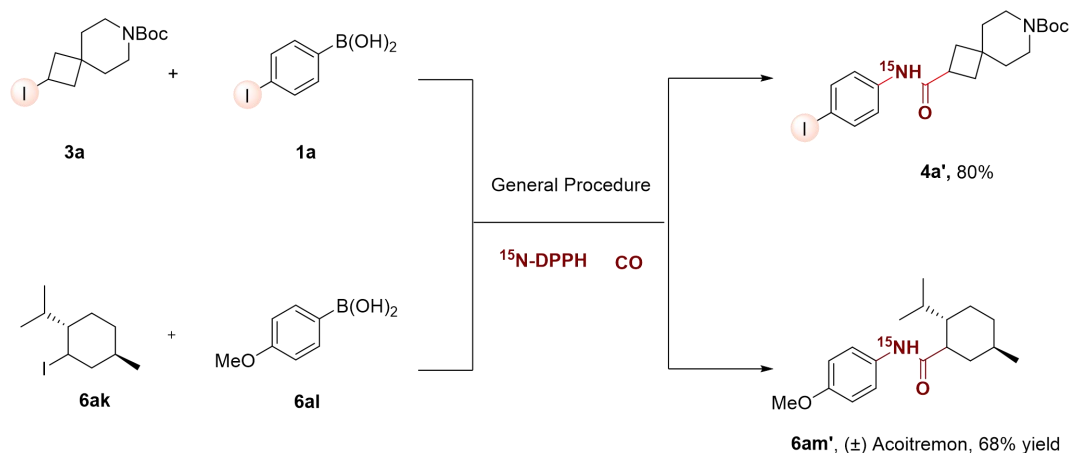 NBoc
I
3a
+
B(OH)₂
I
1a
General Procedure
¹⁵N-DPPH CO
NBoc
¹⁵NH
O
I
4a', 80%
I
6ak
+
B(OH)₂
MeO
6al
¹⁵NH
O
MeO
6am', (±) Acoitremon, 68% yield